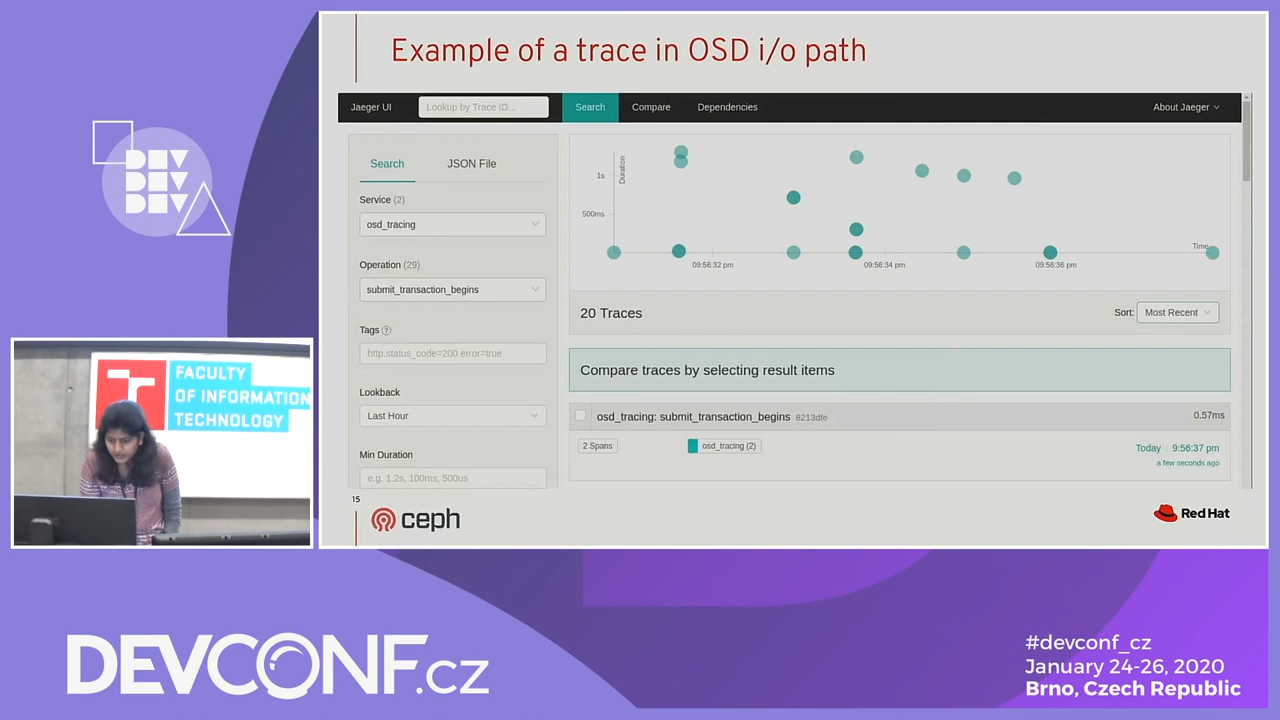 Example of a trace in OSD i/o path
Jaeger UI
Lookup by Trace ID...
Search
Compare
Dependencies
About Jaeger
Search
JSON File
Service (2)
osd_tracing
Operation (29)
submit_transaction_begins
Tags ?
http.status_code=200 error=true
Lookback
Last Hour
Min Duration
e.g. 1.2s, 100ms, 500us
Duration
1s
500ms
Time
09:56:32 pm
09:56:34 pm
09:56:36 pm
20 Traces
Sort: Most Recent
Compare traces by selecting result items
osd_tracing: submit_transaction_begins 8213dfe
0.57ms
2 Spans
osd_tracing (2)
Today 9:56:37 pm
a few seconds ago
15
ceph
Red Hat
DEV
DEV
DEV
FACULTY
OF INFORMATION
TECHNOLOGY
DEVCONF.cz
#devconf_cz
January 24-26, 2020
Brno, Czech Republic